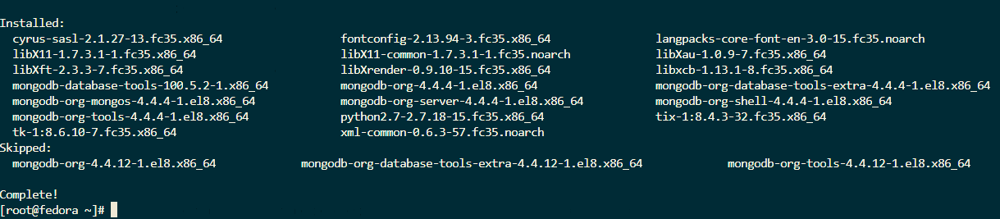 Installed:
cyrus-sasl-2.1.27-13.fc35.x86_64 fontconfig-2.13.94-3.fc35.x86_64 langpacks-core-font-en-3.0-15.fc35.noarch
libX11-1.7.3.1-1.fc35.x86_64 libX11-common-1.7.3.1-1.fc35.noarch libXau-1.0.9-7.fc35.x86_64
libXft-2.3.3-7.fc35.x86_64 libXrender-0.9.10-15.fc35.x86_64 libxcb-1.13.1-8.fc35.x86_64
mongodb-database-tools-100.5.2-1.x86_64 mongodb-org-4.4.4-1.el8.x86_64 mongodb-org-database-tools-extra-4.4.4-1.el8.x86_64
mongodb-org-mongos-4.4.4-1.el8.x86_64 mongodb-org-server-4.4.4-1.el8.x86_64 mongodb-org-shell-4.4.4-1.el8.x86_64
mongodb-org-tools-4.4.4-1.el8.x86_64 python2.7-2.7.18-15.fc35.x86_64 tix-1:8.4.3-32.fc35.x86_64
tk-1:8.6.10-7.fc35.x86_64 xml-common-0.6.3-57.fc35.noarch
Skipped:
mongodb-org-4.4.12-1.el8.x86_64 mongodb-org-database-tools-extra-4.4.12-1.el8.x86_64 mongodb-org-tools-4.4.12-1.el8.x86_64
Complete!
[root@fedora ~]#